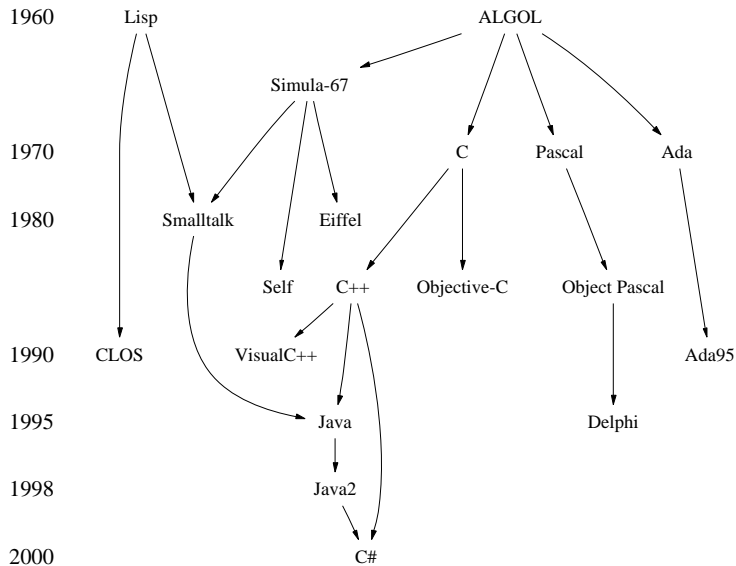 1960 Lisp ALGOL
Simula-67
1970 C Pascal Ada
1980 Smalltalk Eiffel
Self C++ Objective-C Object Pascal
1990 CLOS VisualC++ Ada95
1995 Java Delphi
1998 Java2
2000 C#